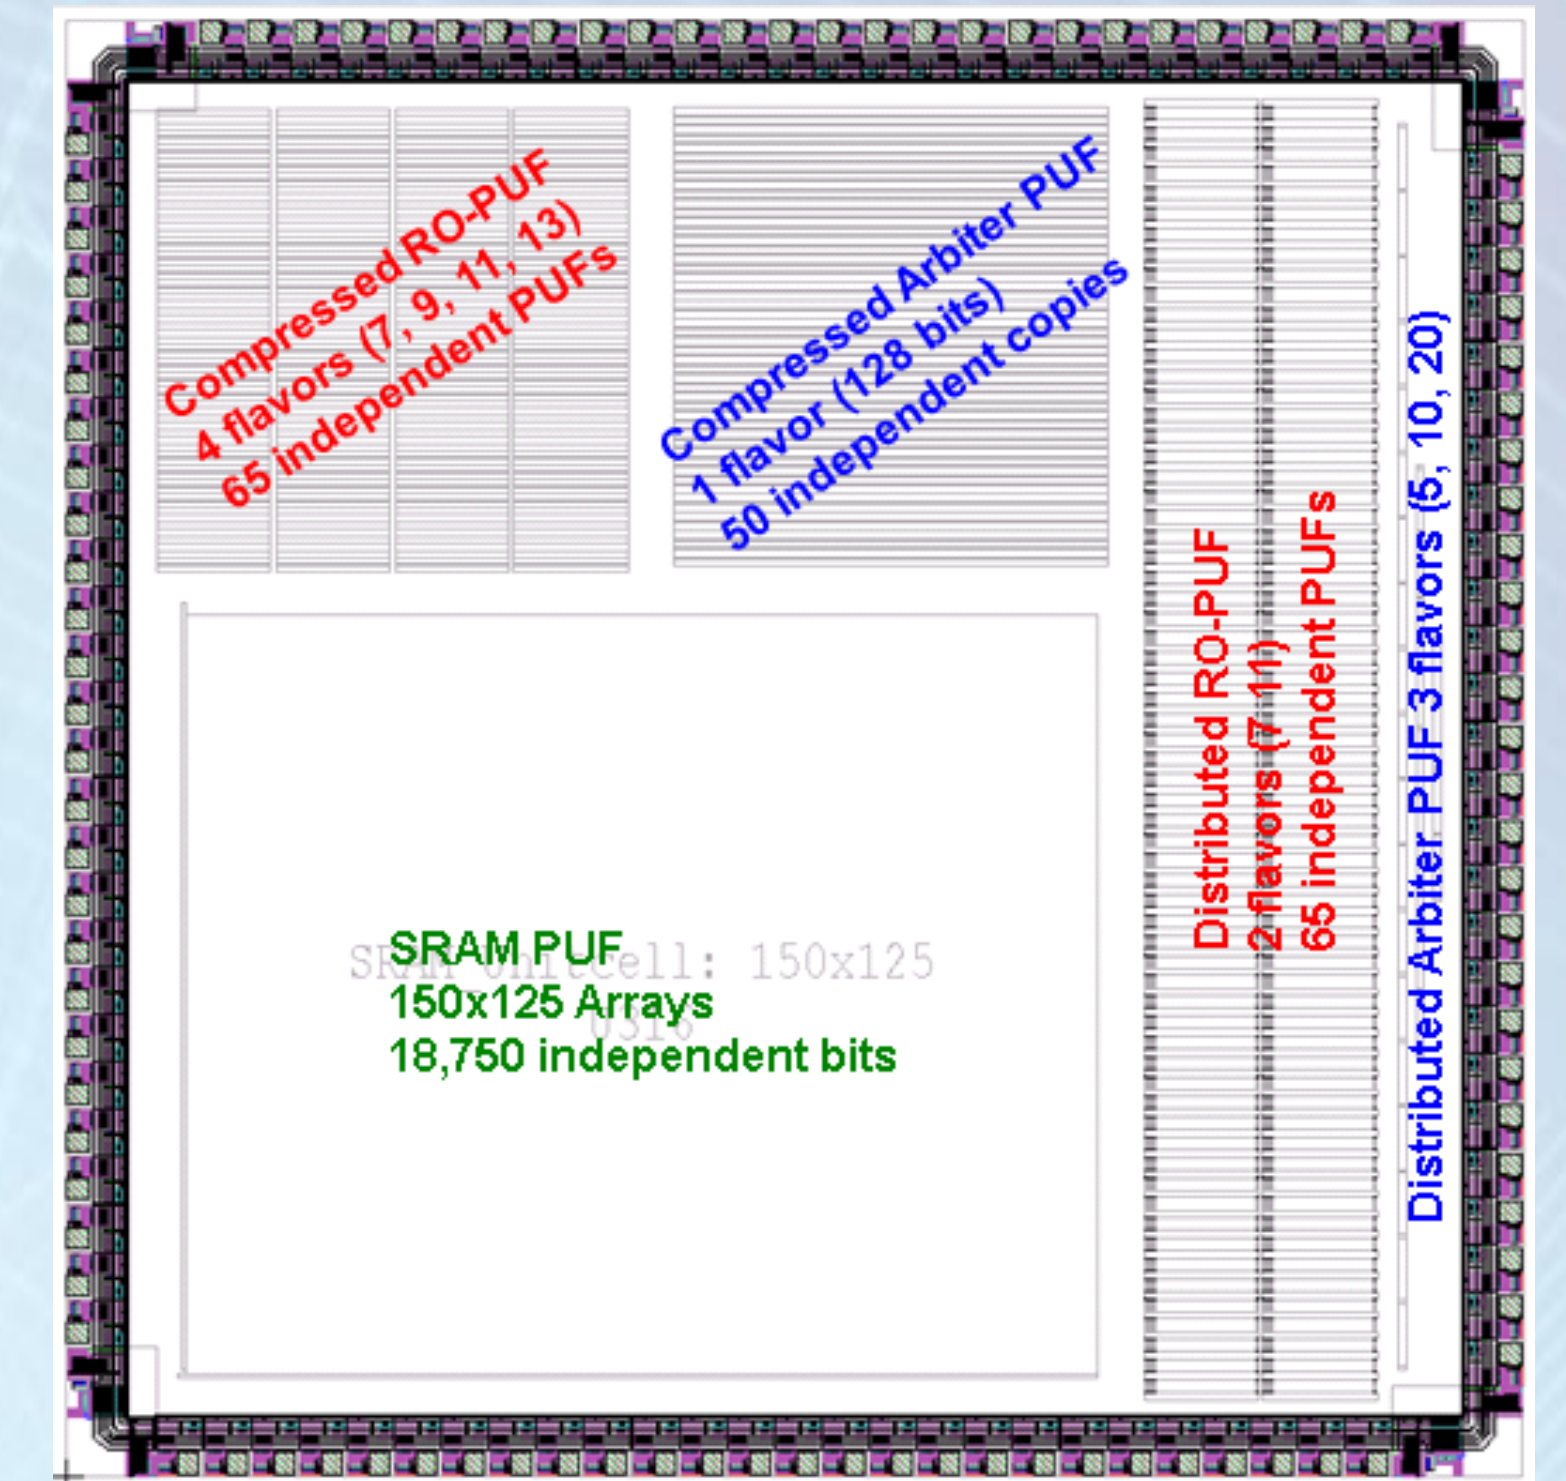 Compressed RO-PUF
4 flavors (7, 9, 11, 13)
65 independent PUFs
Compressed Arbiter PUF
1 flavor (128 bits)
50 independent copies
Distributed RO-PUF
2 flavors (7 11)
65 independent PUFs
Distributed Arbiter PUF 3 flavors (5, 10, 20)
SRAM PUF
150x125 Arrays
18,750 independent bits
150x125